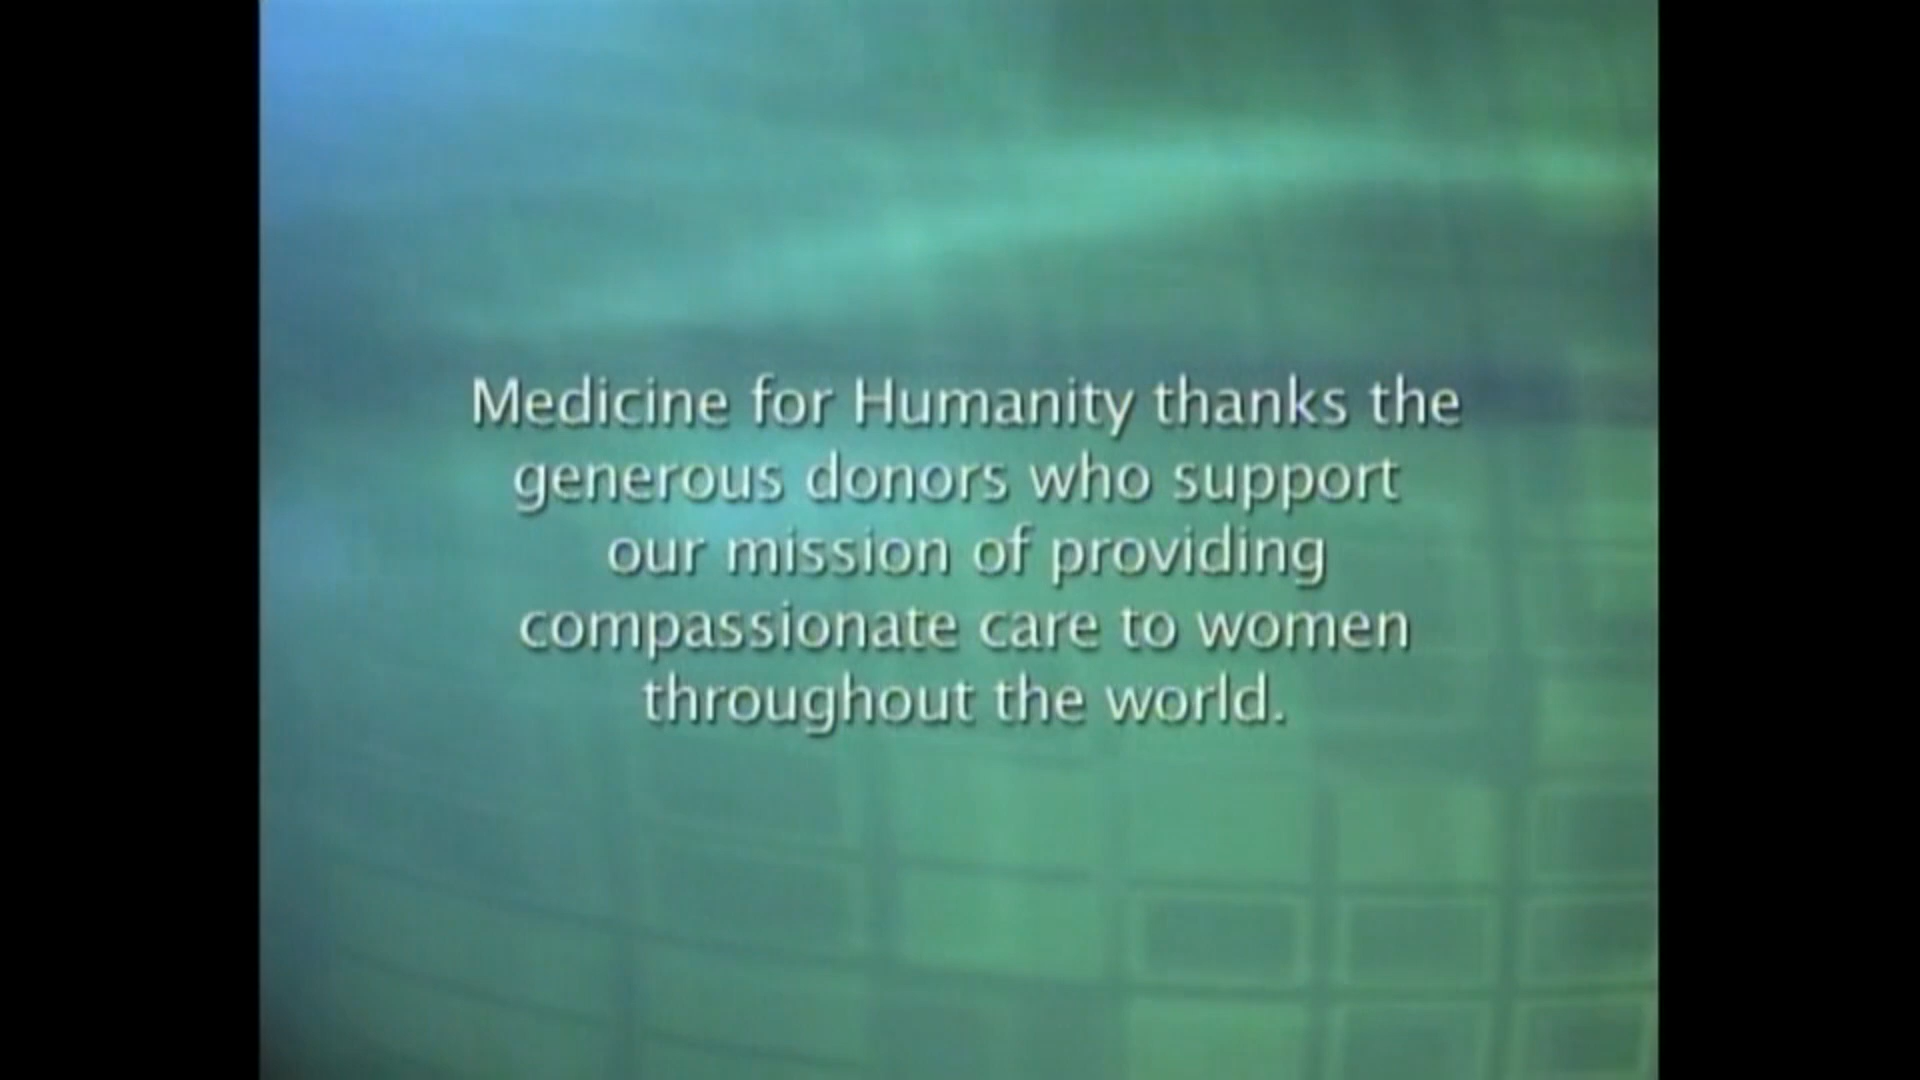 Medicine for Humanity thanks the
generous donors who support
our mission of providing
compassionate care to women
throughout the world.